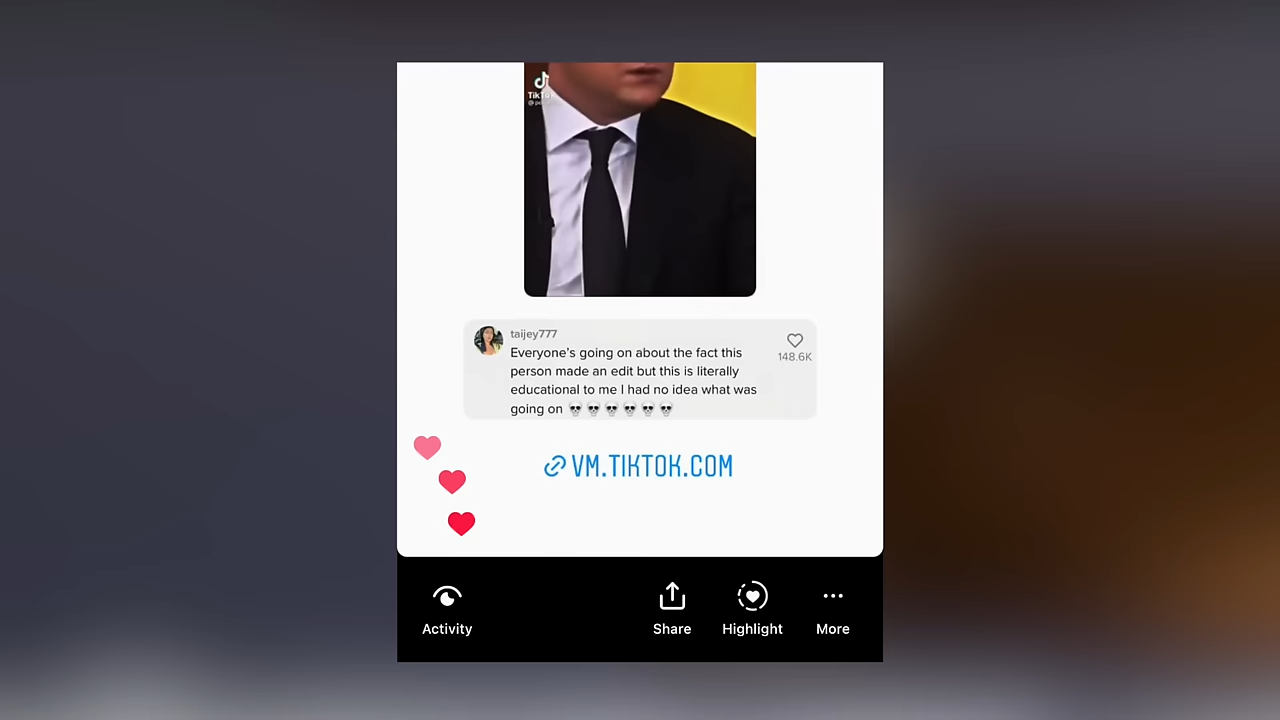 TikTok
taijey777
Everyone's going on about the fact this
person made an edit but this is literally
educational to me I had no idea what was
going on 💀💀💀💀💀💀
148.6K
VM.TIKTOK.COM
Activity
Share
Highlight
More